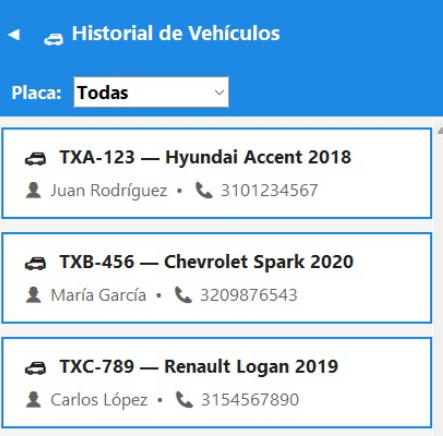 Historial de Vehículos
Placa: Todas
TXA-123 — Hyundai Accent 2018
Juan Rodríguez • 3101234567
TXB-456 — Chevrolet Spark 2020
María García • 3209876543
TXC-789 — Renault Logan 2019
Carlos López • 3154567890